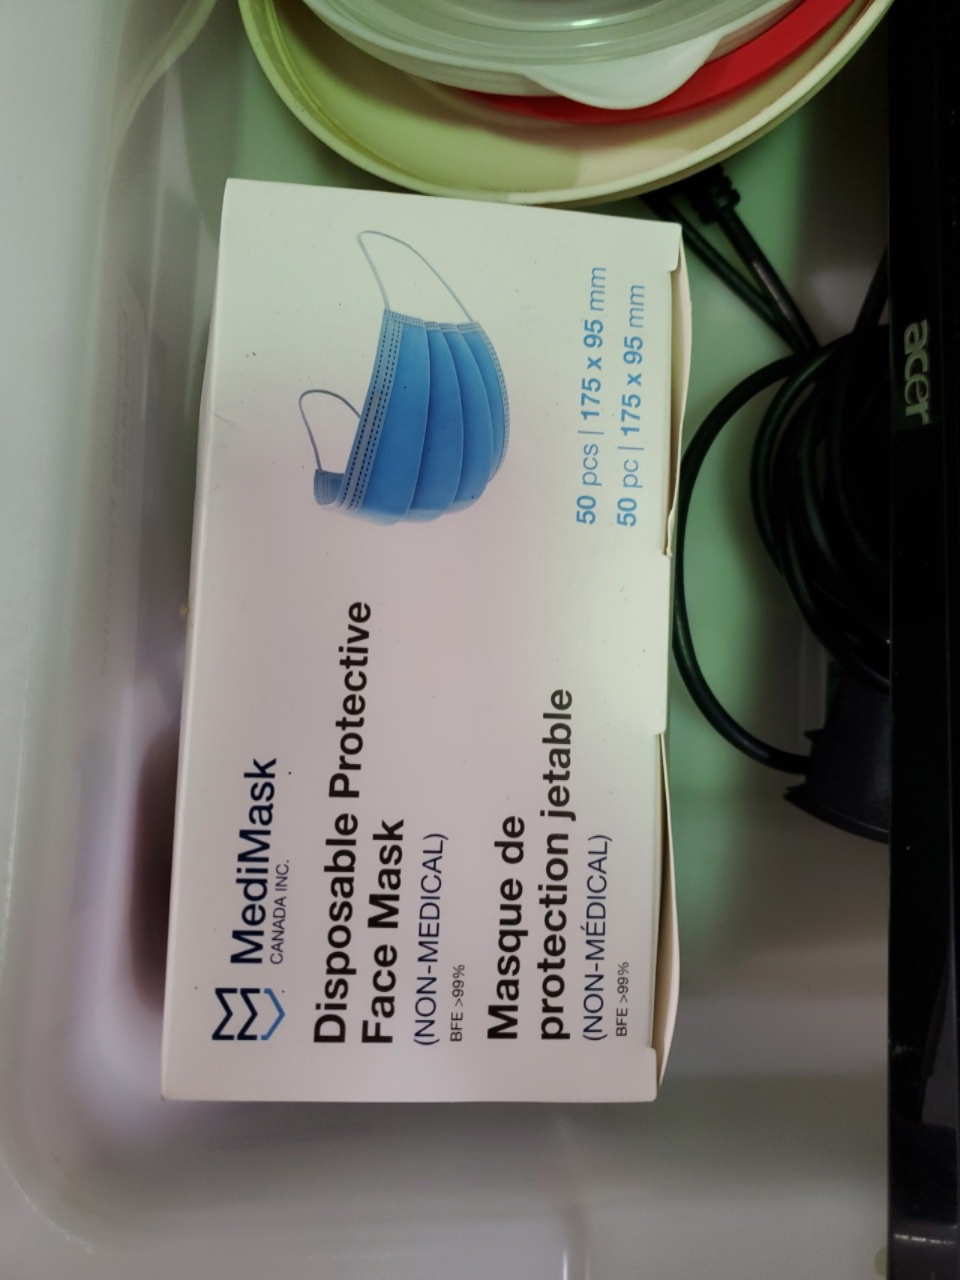 MediMask
CANADA INC.
Disposable Protective
Face Mask
(NON-MEDICAL)
BFE >99%
Masque de
protection jetable
(NON-MÉDICAL)
BFE >99%
50 pcs | 175 x 95 mm
50 pc | 175 x 95 mm
acer